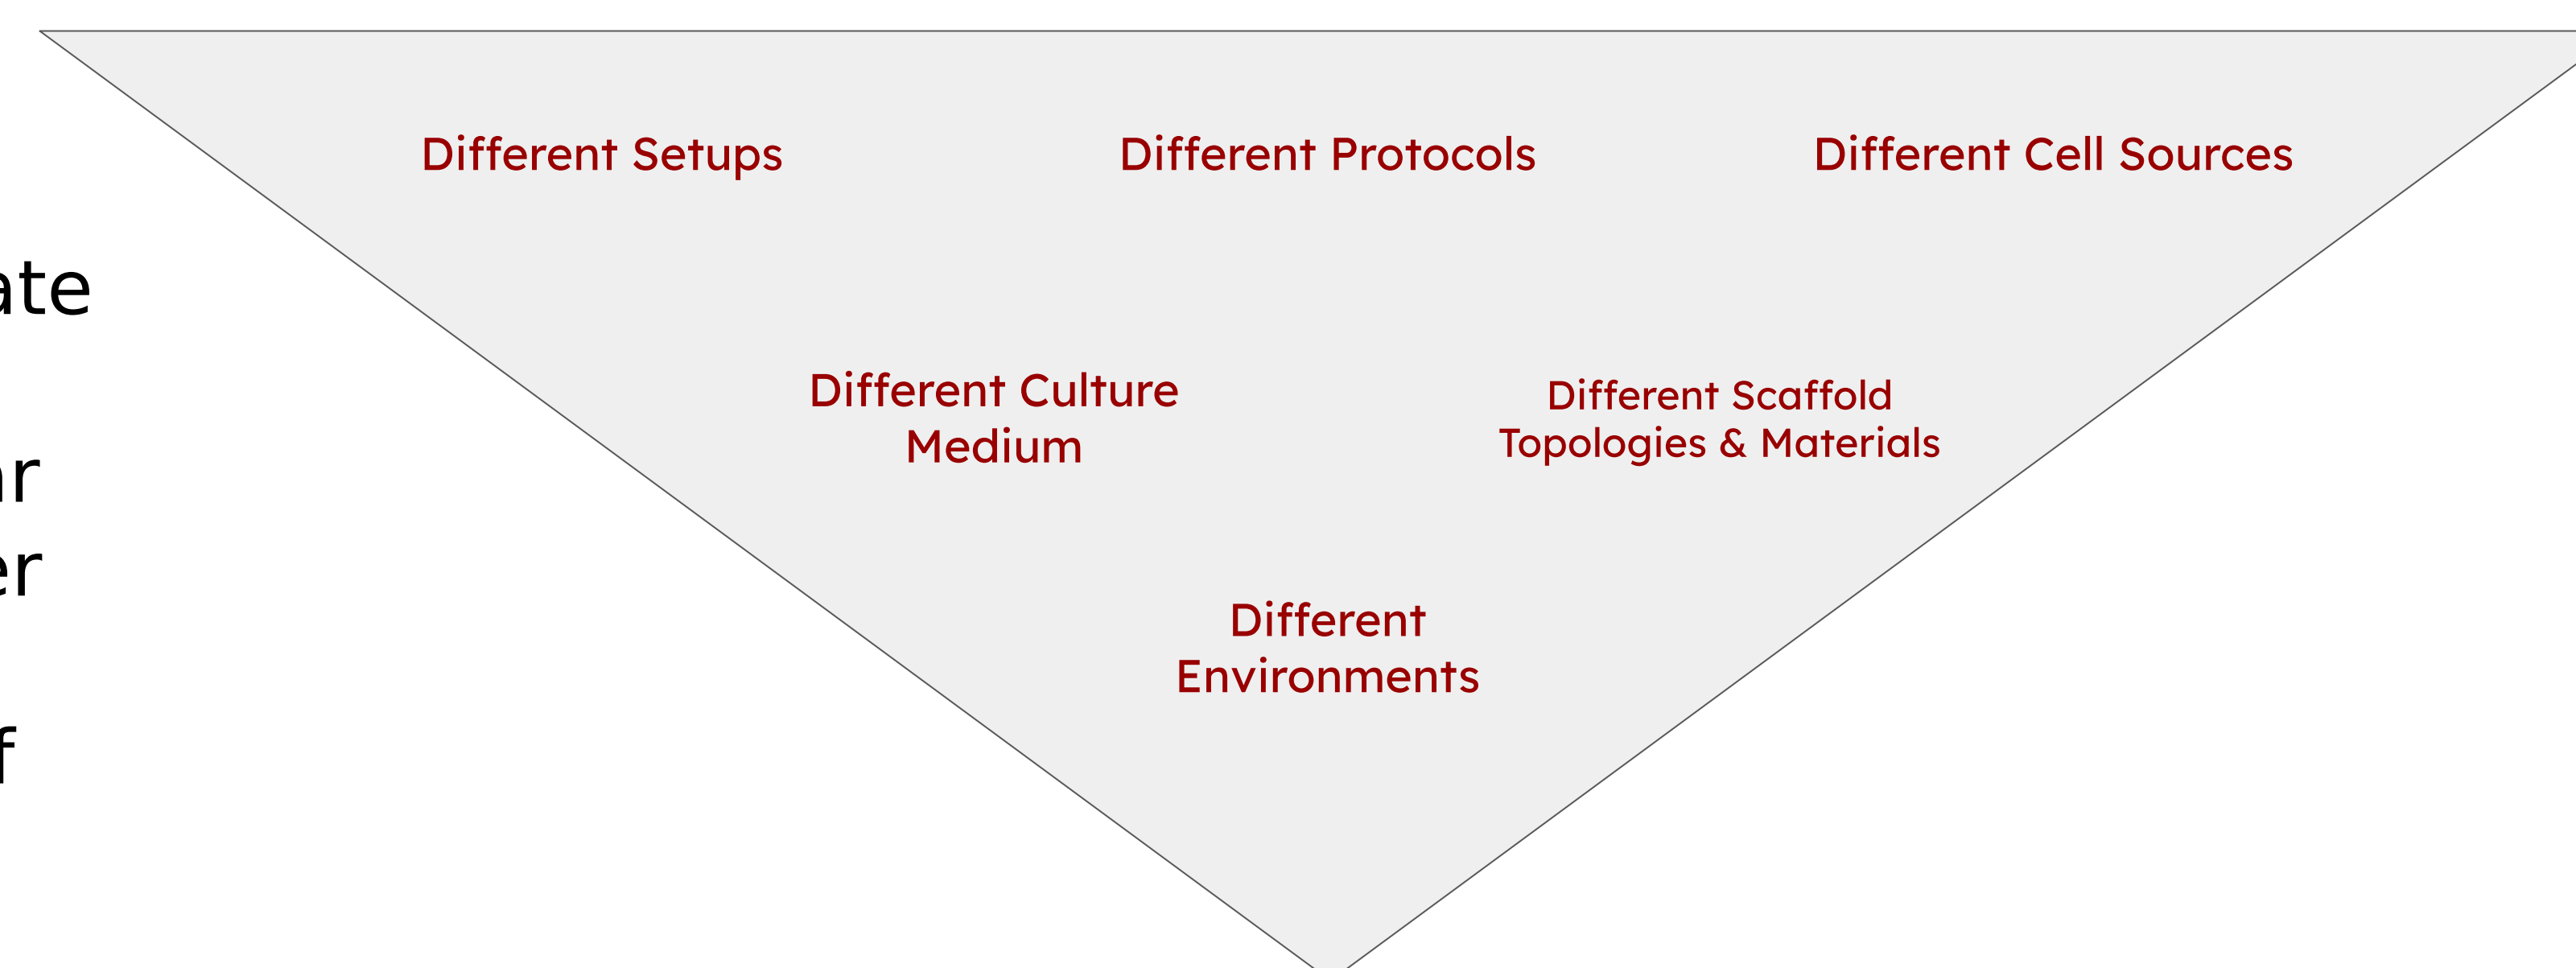 Different Setups
Different Protocols
Different Cell Sources
Different Culture
Medium
Different Scaffold
Topologies & Materials
Different
Environments